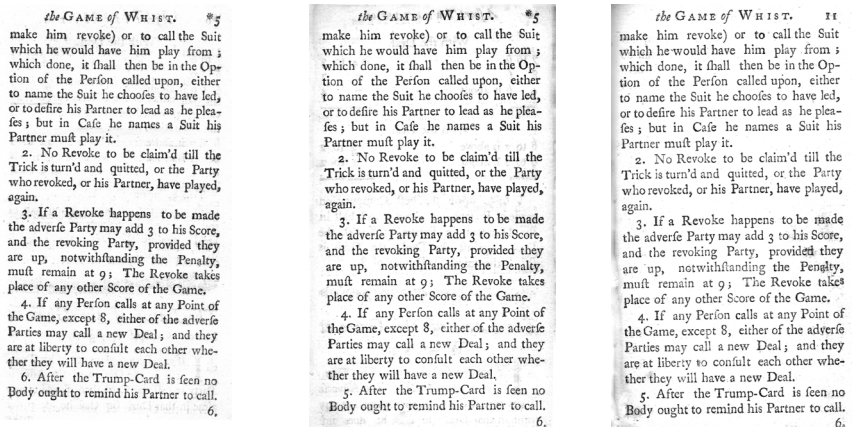 the GAME of WHIST. *5
make him revoke) or to call the Suit
which he would have him play from ;
which done, it ſhall then be in the Op-
tion of the Perſon called upon, either
to name the Suit he chooſes to have led,
or to deſire his Partner to lead as he plea-
ſes ; but in Caſe he names a Suit his
Partner muſt play it.
2. No Revoke to be claim'd till the
Trick is turn'd and quitted, or the Party
who revoked, or his Partner, have played,
again.
3. If a Revoke happens to be made
the adverſe Party may add 3 to his Score,
and the revoking Party, provided they
are up, notwithſtanding the Penalty,
muſt remain at 9 ; The Revoke takes
place of any other Score of the Game.
4. If any Perſon calls at any Point of
the Game, except 8, either of the adverſe
Parties may call a new Deal ; and they
are at liberty to conſult each other whe-
ther they will have a new Deal.
6. After the Trump-Card is ſeen no
Body ought to remind his Partner to call.
6.
the GAME of WHIST. *5
make him revoke) or to call the Suit
which he would have him play from ;
which done, it ſhall then be in the Op-
tion of the Perſon called upon, either
to name the Suit he chooſes to have led,
or to deſire his Partner to lead as he plea-
ſes ; but in Caſe he names a Suit his
Partner muſt play it.
2. No Revoke to be claim'd till the
Trick is turn'd and quitted, or the Party
who revoked, or his Partner, have played,
again.
3. If a Revoke happens to be made
the adverſe Party may add 3 to his Score,
and the revoking Party, provided they
are up, notwithſtanding the Penalty,
muſt remain at 9 ; The Revoke takes
place of any other Score of the Game.
4. If any Perſon calls at any Point of
the Game, except 8, either of the adverſe
Parties may call a new Deal ; and they
are at liberty to conſult each other whe-
ther they will have a new Deal.
5. After the Trump-Card is ſeen no
Body ought to remind his Partner to call.
6.
the GAME of WHIST. 11
make him revoke) or to call the Suit
which he would have him play from ;
which done, it ſhall then be in the Op-
tion of the Perſon called upon, either
to name the Suit he chooſes to have led,
or to deſire his Partner to lead as he plea-
ſes ; but in Caſe he names a Suit his
Partner muſt play it.
2. No Revoke to be claim'd till the
Trick is turn'd and quitted, or the Party
who revoked, or his Partner, have played,
again.
3. If a Revoke happens to be made
the adverſe Party may add 3 to his Score,
and the revoking Party, provided they
are up, notwithſtanding the Penalty,
muſt remain at 9 ; The Revoke takes
place of any other Score of the Game.
4. If any Perſon calls at any Point of
the Game, except 8, either of the adverſe
Parties may call a new Deal ; and they
are at liberty to conſult each other whe-
ther they will have a new Deal.
5. After the Trump-Card is ſeen no
Body ought to remind his Partner to call.
6.